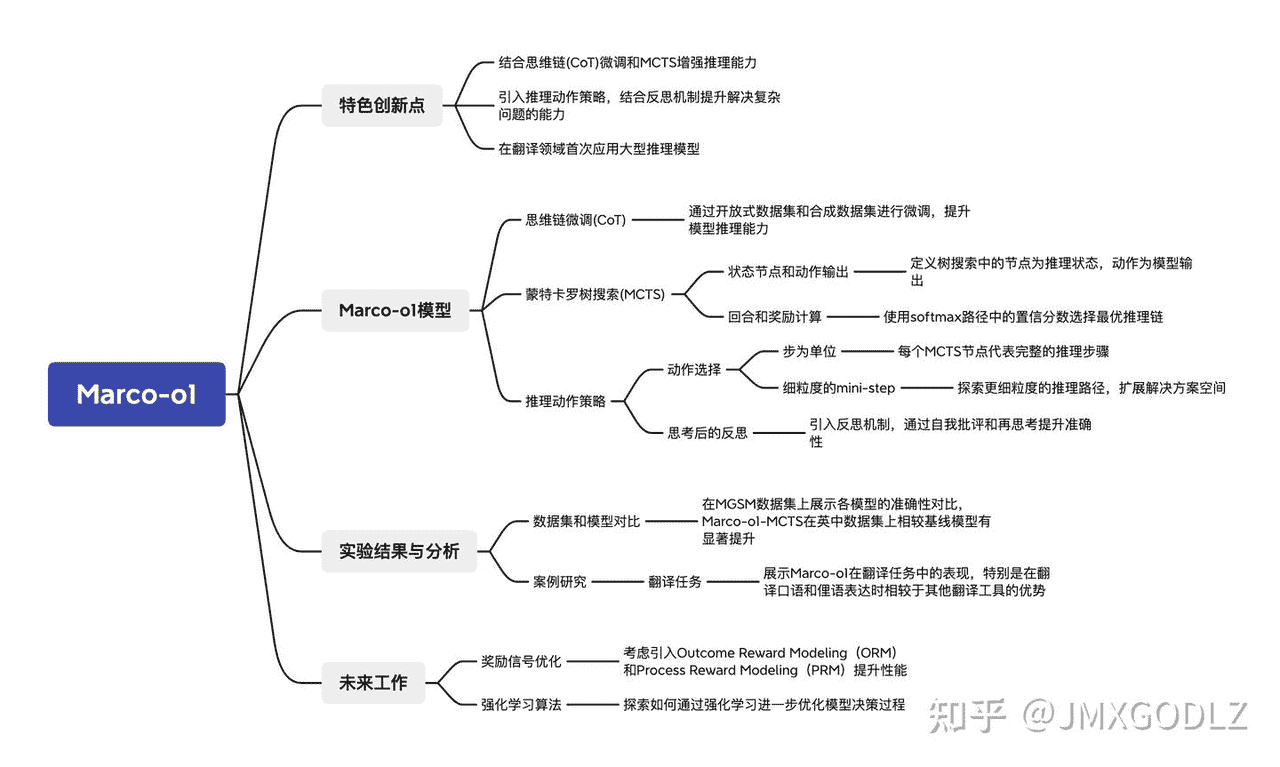 Marco-o1
特色创新点
结合思维链(CoT)微调和MCTS增强推理能力
引入推理动作策略，结合反思机制提升解决复杂
问题的能力
在翻译领域首次应用大型推理模型
Marco-o1模型
思维链微调(CoT)
通过开放式数据集和合成数据集进行微调，提升
模型推理能力
蒙特卡罗树搜索(MCTS)
状态节点和动作输出
定义树搜索中的节点为推理状态，动作为模型输
出
回合和奖励计算
使用softmax路径中的置信分数选择最优推理链
推理动作策略
动作选择
步为单位
每个MCTS节点代表完整的推理步骤
细粒度的mini-step
探索更细粒度的推理路径，扩展解决方案空间
思考后的反思
引入反思机制，通过自我批评和再思考提升准确
性
实验结果与分析
数据集和模型对比
在MGSM数据集上展示各模型的准确性对比，
Marco-o1-MCTS在英中数据集上相较基线模型有
显著提升
案例研究
翻译任务
展示Marco-o1在翻译任务中的表现，特别是在翻
译口语和俚语表达时相较于其他翻译工具的优势
未来工作
奖励信号优化
考虑引入Outcome Reward Modeling（ORM）
和Process Reward Modeling（PRM）提升性能
强化学习算法
探索如何通过强化学习进一步优化模型决策过程
知乎 @JMXGODLZ